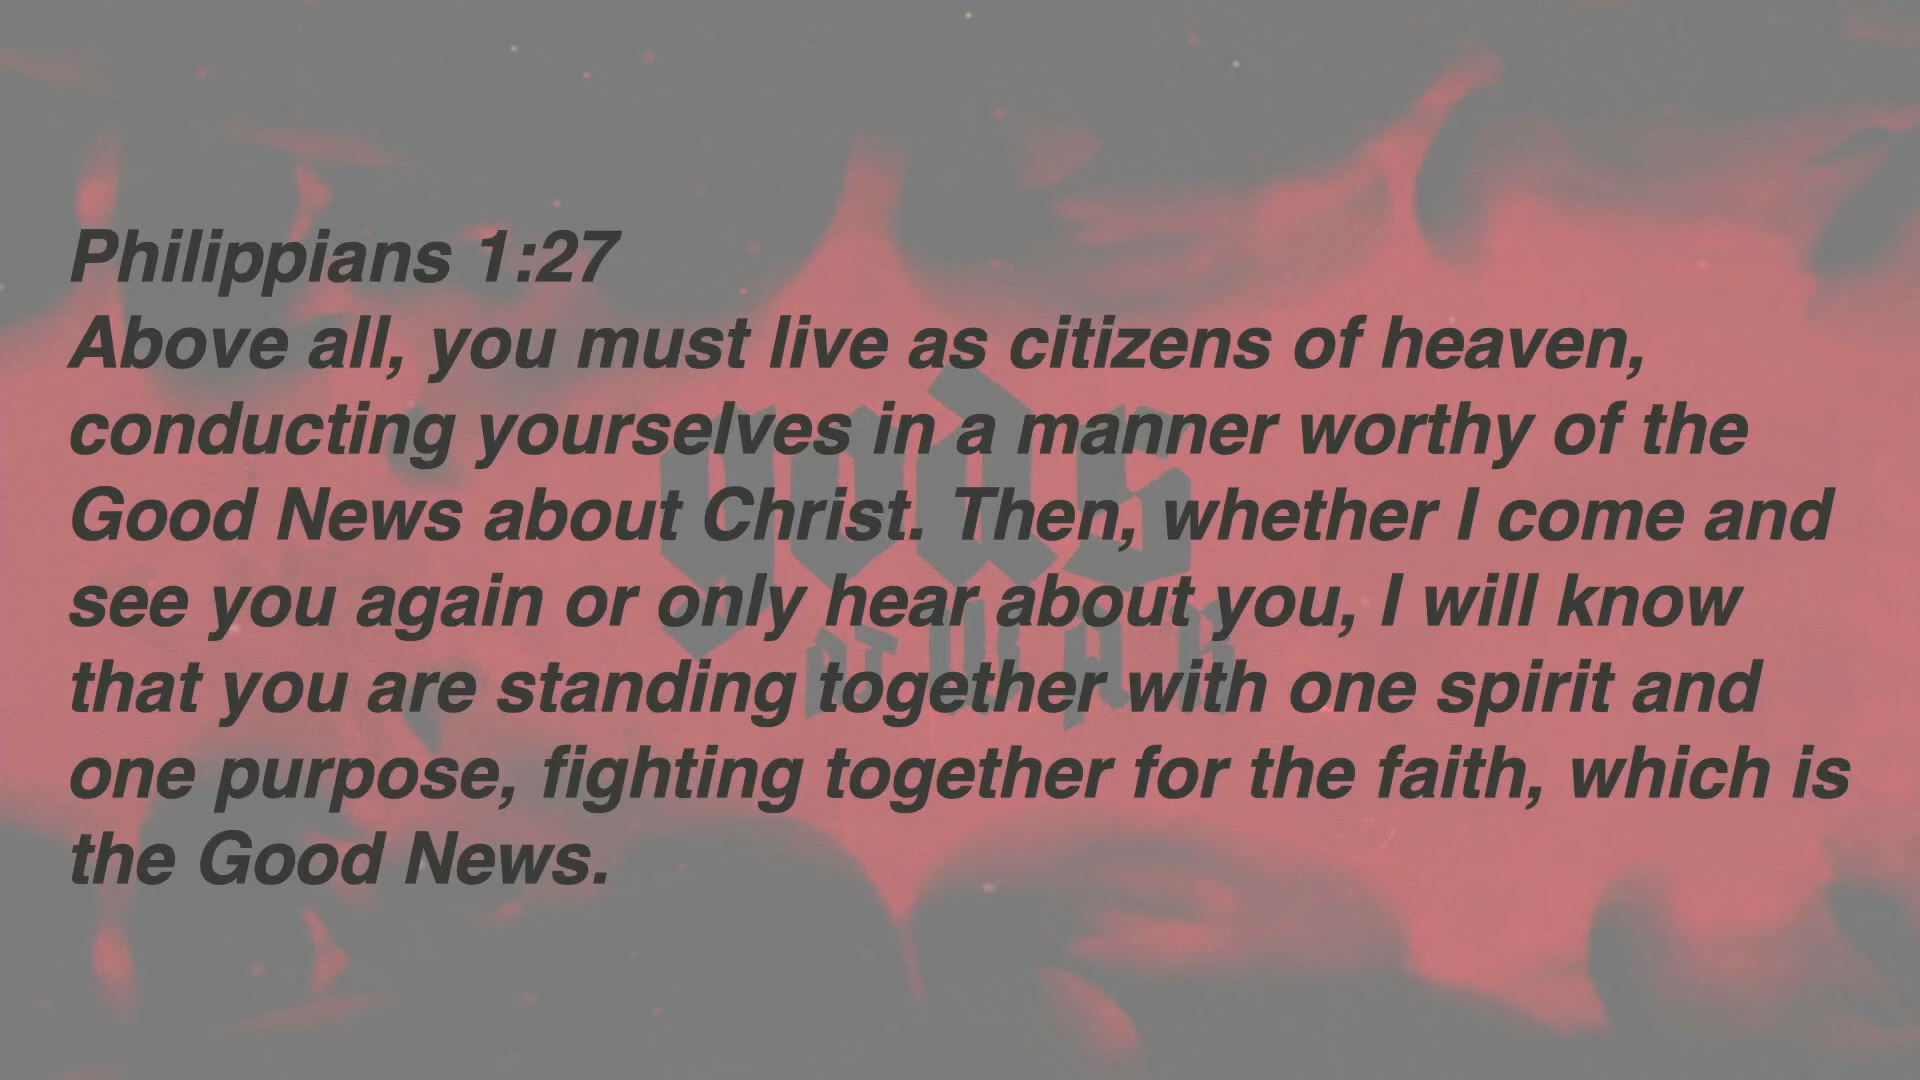 Philippians 1:27
Above all, you must live as citizens of heaven,
conducting yourselves in a manner worthy of the
Good News about Christ. Then, whether I come and
see you again or only hear about you, I will know
that you are standing together with one spirit and
one purpose, fighting together for the faith, which is
the Good News.
gods
at WAR